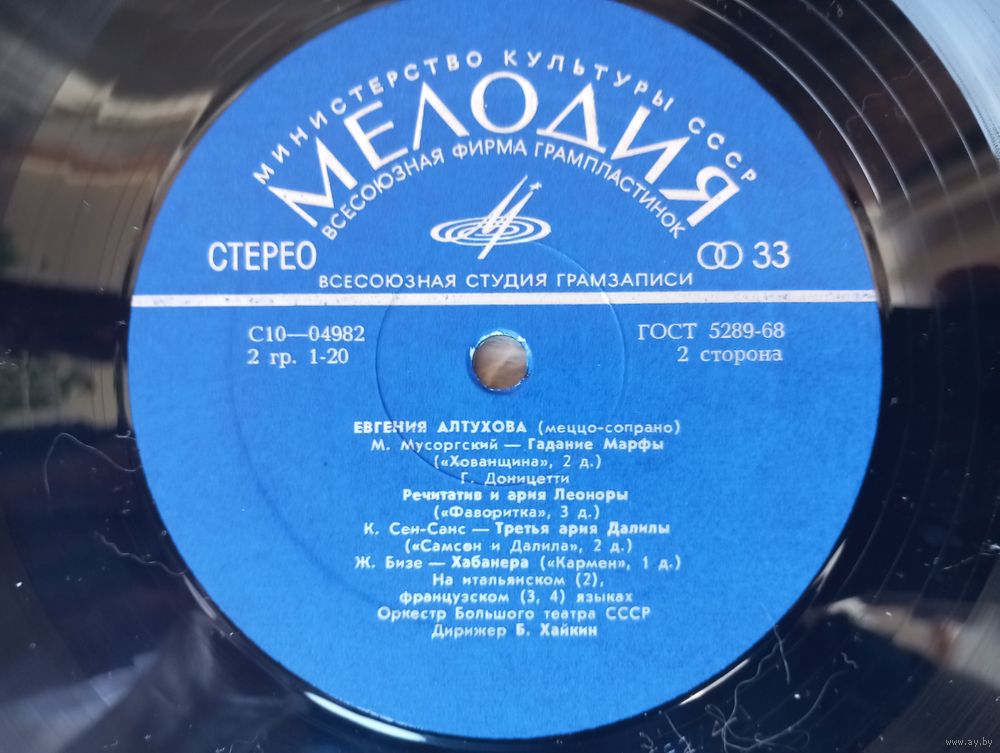 МИНИСТЕРСТВО КУЛЬТУРЫ СССР
МЕЛОДИЯ
ВСЕСОЮЗНАЯ ФИРМА ГРАМПЛАСТИНОК
СТЕРЕО
33
ВСЕСОЮЗНАЯ СТУДИЯ ГРАМЗАПИСИ
С10—04982
ГОСТ 5289-68
2 гр. 1-20
2 сторона
ЕВГЕНИЯ АЛТУХОВА (меццо-сопрано)
М. Мусоргский — Гадание Марфы
(«Хованщина», 2 д.)
Г. Доницетти
Речитатив и ария Леоноры
(«Фаворитка», 3 д.)
К. Сен-Санс — Третья ария Далилы
(«Самсон и Далила», 2 д.)
Ж. Бизе — Хабанера («Кармен», 1 д.)
На итальянском (2),
французском (3, 4) языках
Оркестр Большого театра СССР
Дирижер Б. Хайкин
www.ay.by